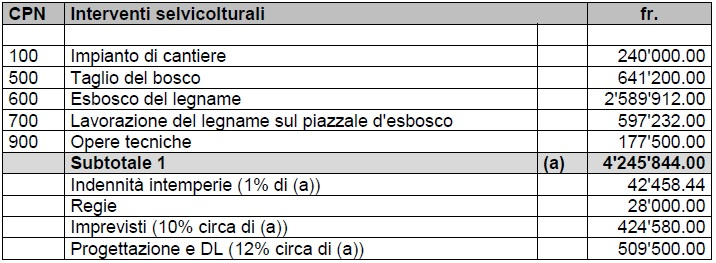 CPN Interventi selvicolturali fr.
100 Impianto di cantiere 240'000.00
500 Taglio del bosco 641'200.00
600 Esbosco del legname 2'589'912.00
700 Lavorazione del legname sul piazzale d'esbosco 597'232.00
900 Opere tecniche 177'500.00
Subtotale 1 (a) 4'245'844.00
Indennità intemperie (1% di (a)) 42'458.44
Regie 28'000.00
Imprevisti (10% circa di (a)) 424'580.00
Progettazione e DL (12% circa di (a)) 509'500.00